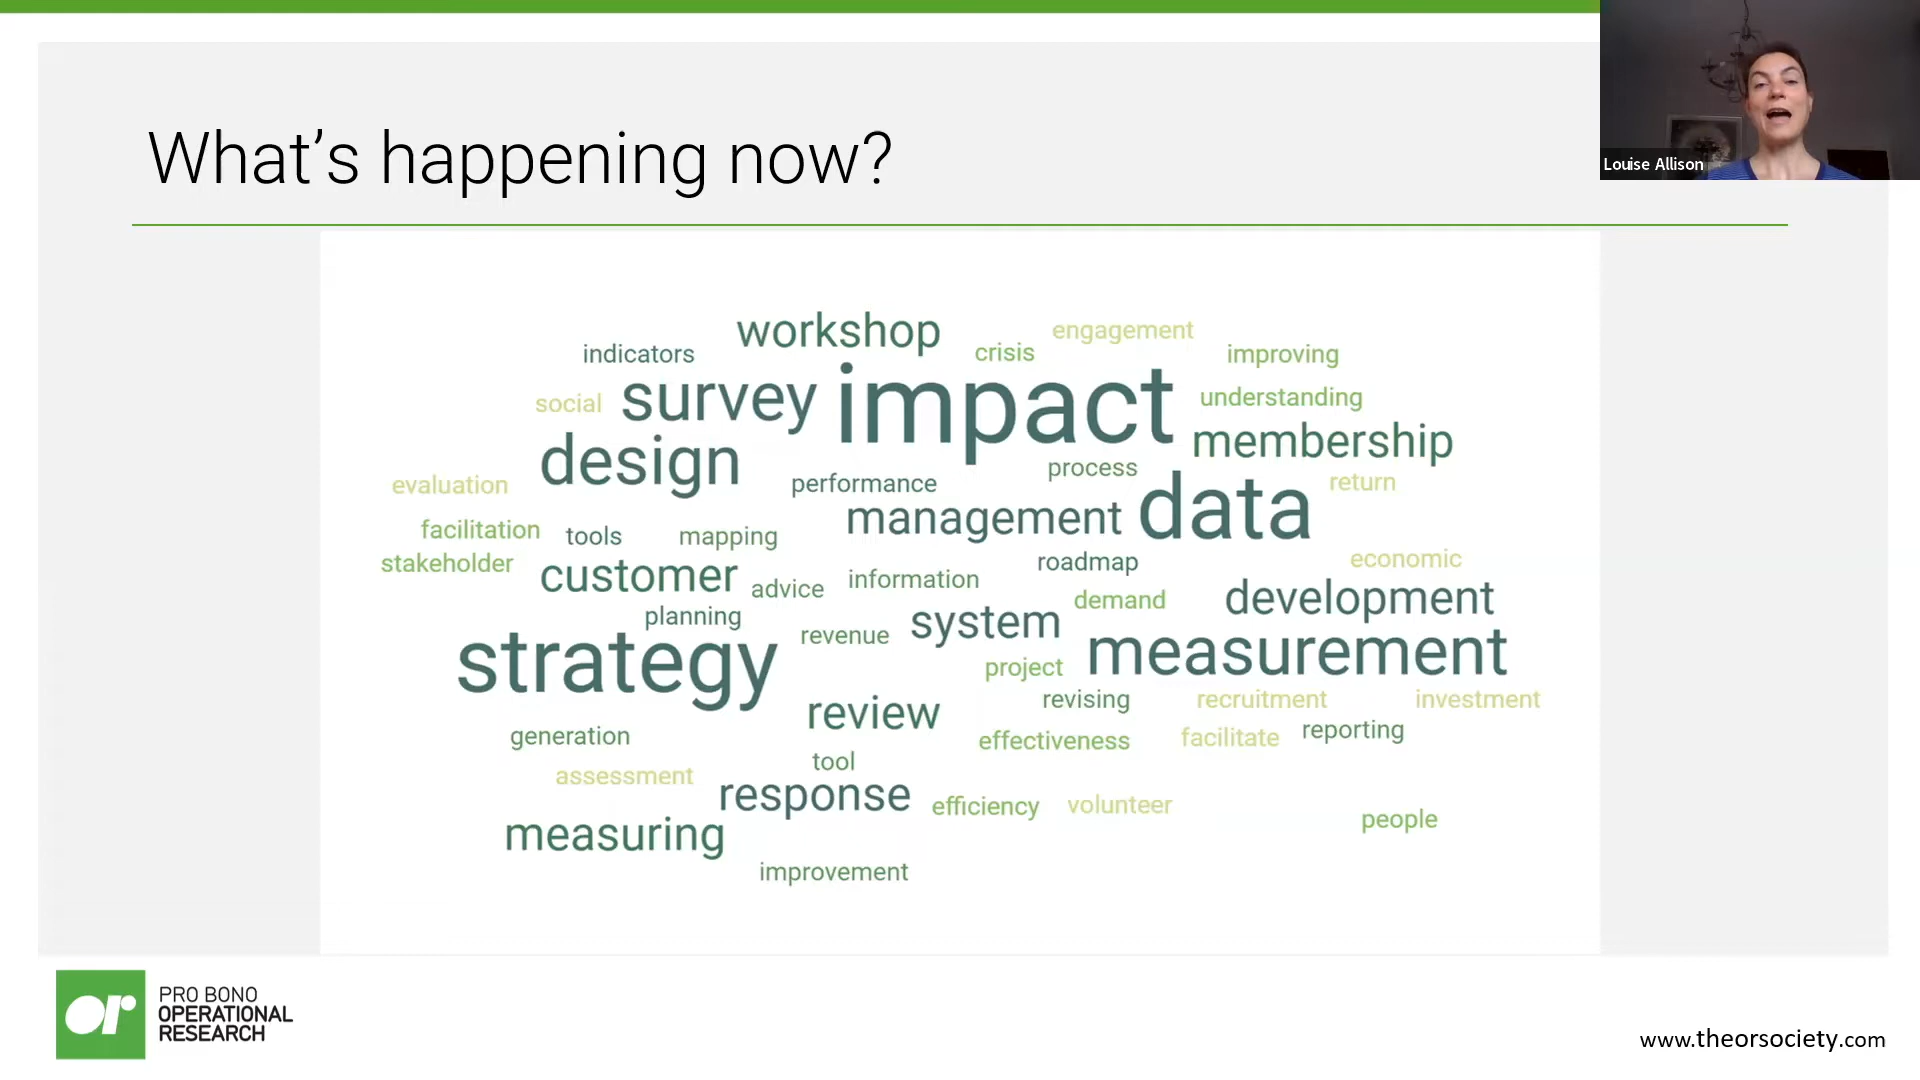 What's happening now?
Louise Allison
workshop
engagement
indicators
crisis
improving
social
survey
impact
understanding
design
membership
evaluation
performance
process
return
facilitation
tools
mapping
management
data
stakeholder
customer
advice
information
roadmap
economic
planning
demand
development
strategy
revenue
system
measurement
project
review
revising
recruitment
investment
generation
effectiveness
facilitate
reporting
assessment
tool
response
efficiency
volunteer
people
measuring
improvement
or
PRO BONO
OPERATIONAL
RESEARCH
www.theorsociety.com